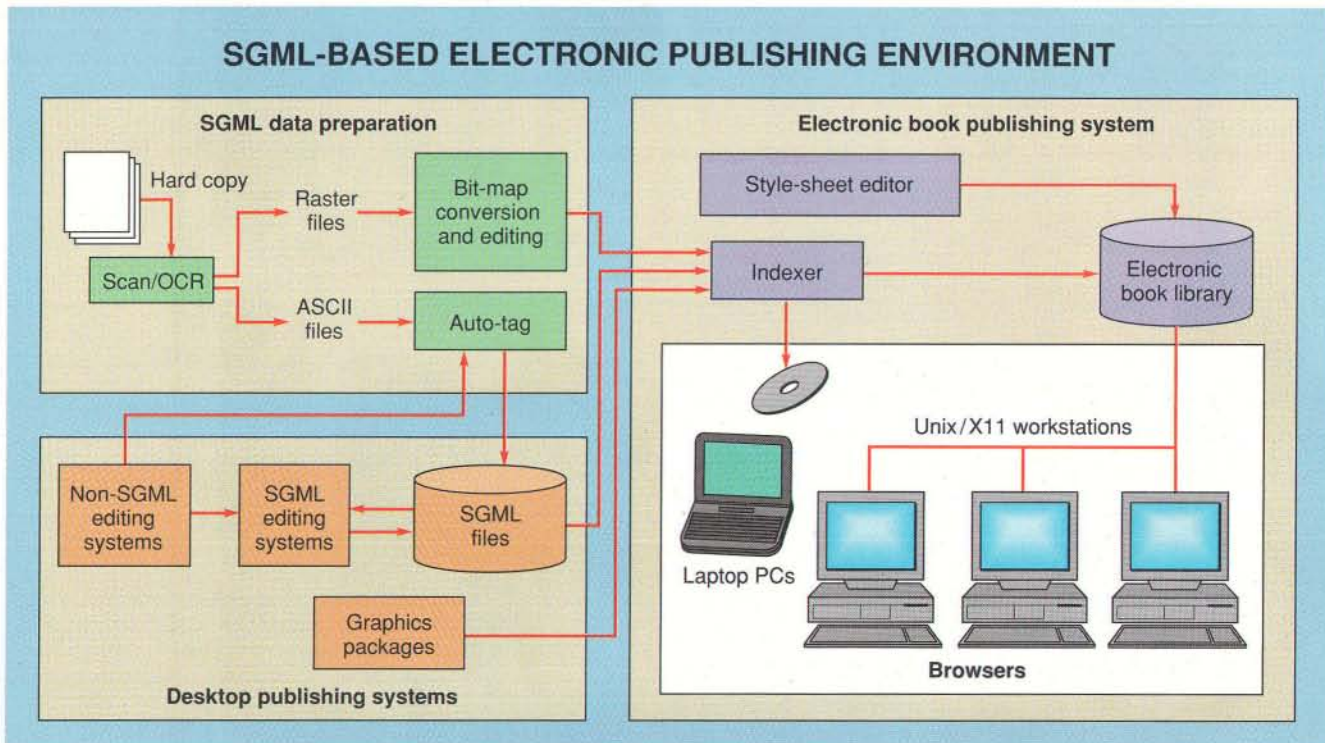 SGML-BASED ELECTRONIC PUBLISHING ENVIRONMENT
SGML data preparation
Hard copy
Raster
files
Bit-map
conversion
and editing
Scan/OCR
ASCII
files
Auto-tag
Non-SGML
editing
systems
SGML
editing
systems
SGML
files
Graphics
packages
Desktop publishing systems
Electronic book publishing system
Style-sheet editor
Indexer
Electronic
book library
Unix/X11 workstations
Laptop PCs
Browsers